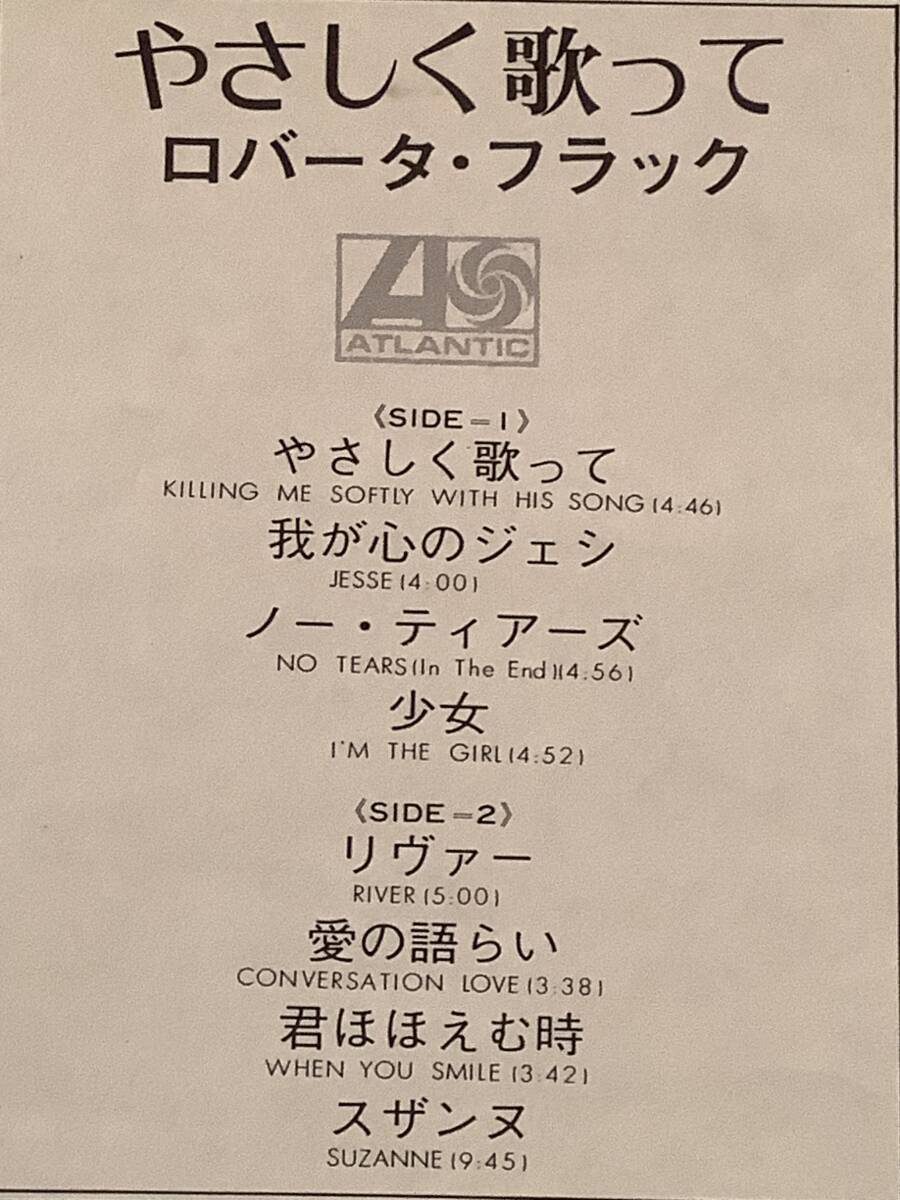 やさしく歌って
ロバータ・フラック
ATLANTIC
《SIDE=1》
やさしく歌って
KILLING ME SOFTLY WITH HIS SONG (4:46)
我が心のジェシ
JESSE (4:00)
ノー・ティアーズ
NO TEARS (In The End) (4:56)
少女
I'M THE GIRL (4:52)
《SIDE=2》
リヴァー
RIVER (5:00)
愛の語らい
CONVERSATION LOVE (3:38)
君ほほえむ時
WHEN YOU SMILE (3:42)
スザンヌ
SUZANNE (9:45)